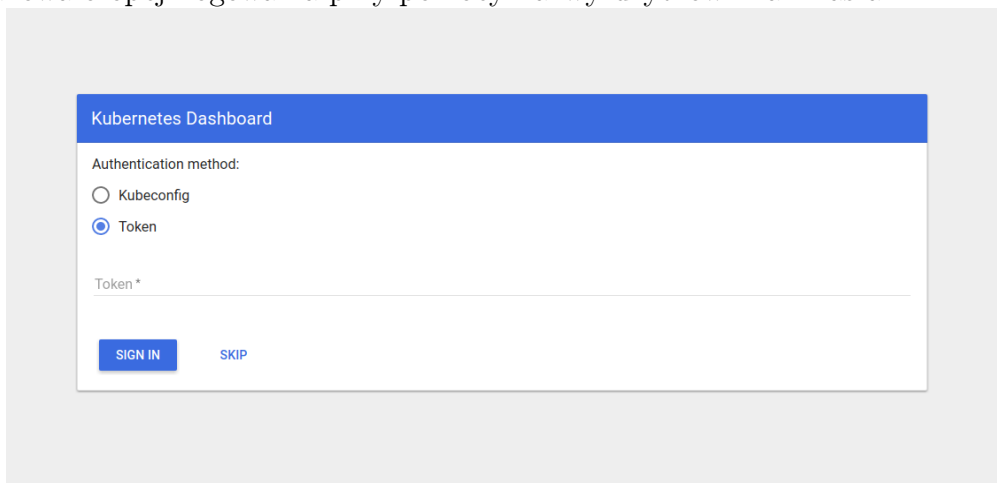 Kubernetes Dashboard
Authentication method:
Kubeconfig
Token
Token *
SIGN IN SKIP